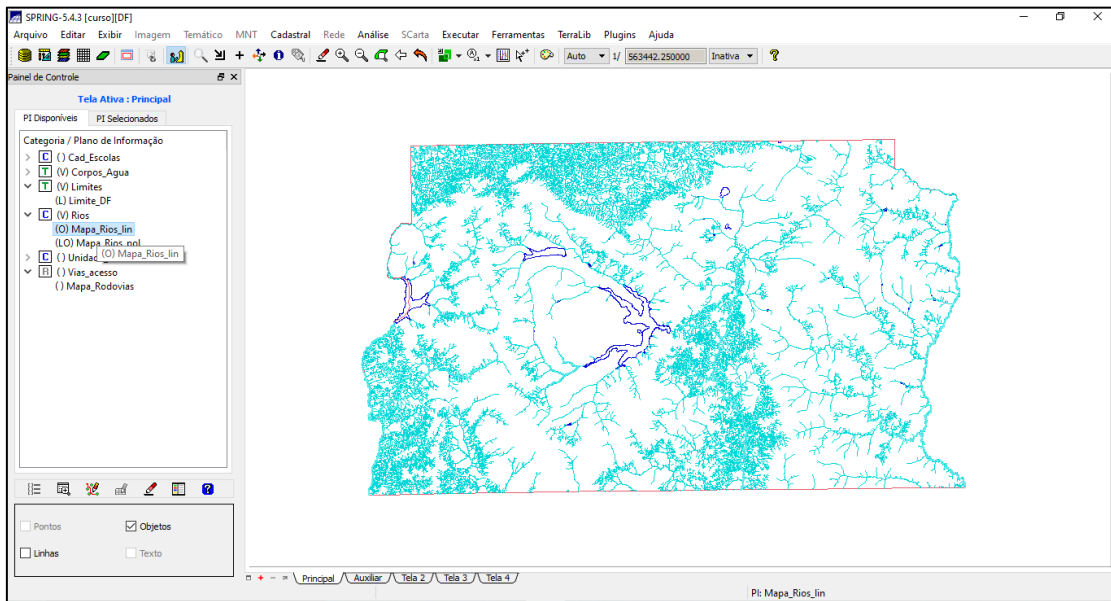 SPRING-5.4.3 [curso][DF]
Arquivo Editar Exibir Imagem Temático MNT Cadastral Rede Análise SCarta Executar Ferramentas TerraLib Plugins Ajuda
Auto 1/ 563442.250000 Inativa
Painel de Controle
Tela Ativa : Principal
PI Disponíveis PI Selecionados
Categoria / Plano de Informação
C ( ) Cad_Escolas
T (V) Corpos_Agua
T (V) Limites
(L) Limite_DF
C (V) Rios
(O) Mapa_Rios_lin
(LO) Mapa_Rios_pol
(O) Mapa_Rios_lin
C ( ) Unidad
R ( ) Vias_acesso
( ) Mapa_Rodovias
Pontos Objetos
Linhas Texto
Principal Auxiliar Tela 2 Tela 3 Tela 4
PI: Mapa_Rios_lin